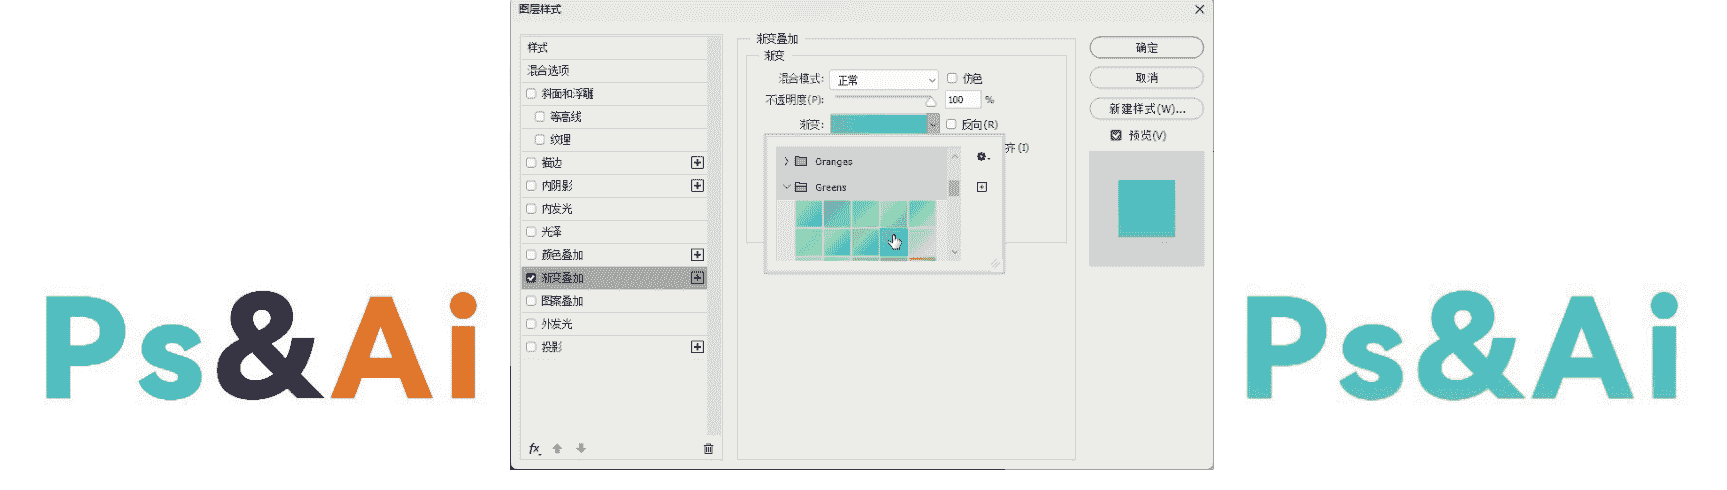 Ps&Ai
图层样式
样式
混合选项
斜面和浮雕
等高线
纹理
描边
内阴影
内发光
光泽
颜色叠加
渐变叠加
图案叠加
外发光
投影
fx
渐变叠加
渐变
混合模式: 正常 仿色
不透明度(P): 100 %
渐变: 反向(R)
齐(I)
Oranges
Greens
确定
取消
新建样式(W)...
预览(V)
Ps&Ai